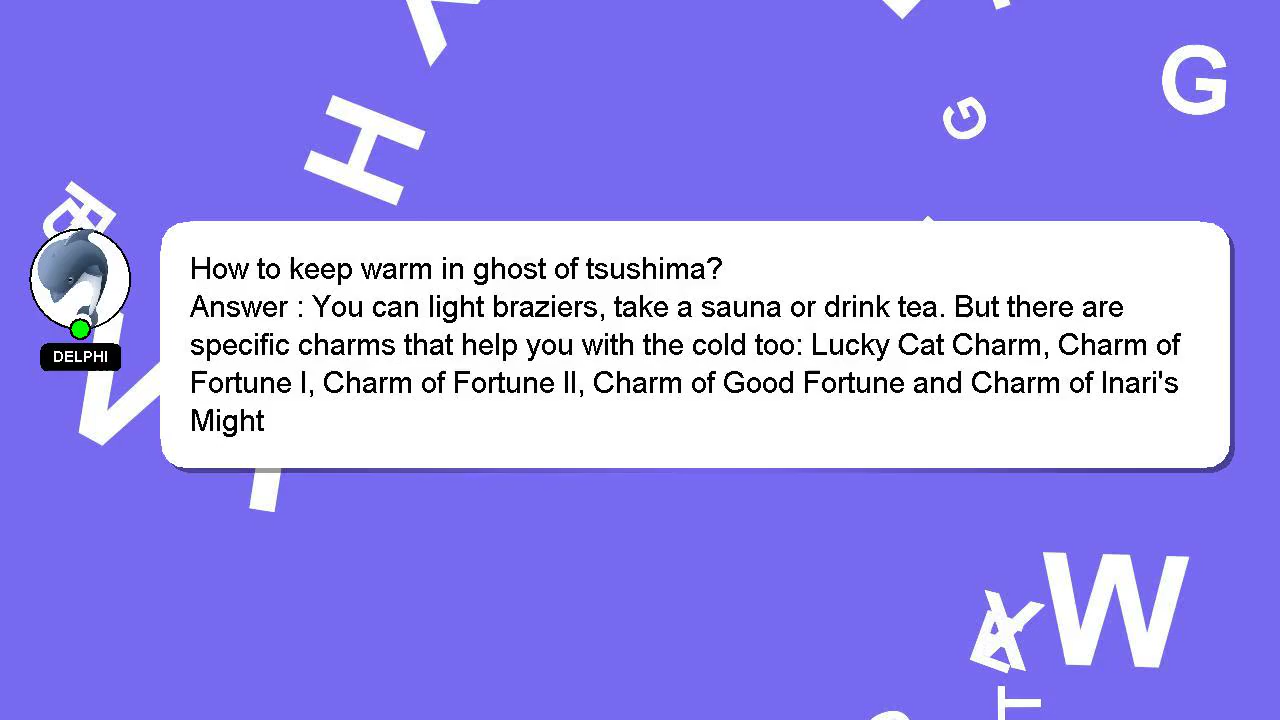 How to keep warm in ghost of tsushima?
Answer : You can light braziers, take a sauna or drink tea. But there are
specific charms that help you with the cold too: Lucky Cat Charm, Charm of
Fortune I, Charm of Fortune II, Charm of Good Fortune and Charm of Inari's
Might
DELPHI
H
G
G
R
W
T